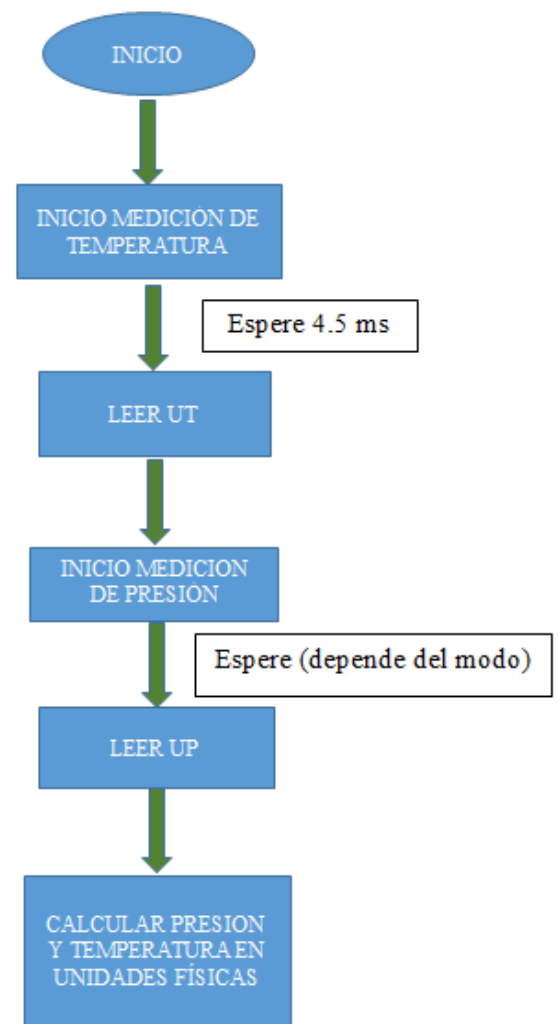 INICIO
INICIO MEDICIÓN DE
TEMPERATURA
Espere 4.5 ms
LEER UT
INICIO MEDICION
DE PRESIÓN
Espere (depende del modo)
LEER UP
CALCULAR PRESION
Y TEMPERATURA EN
UNIDADES FÍSICAS